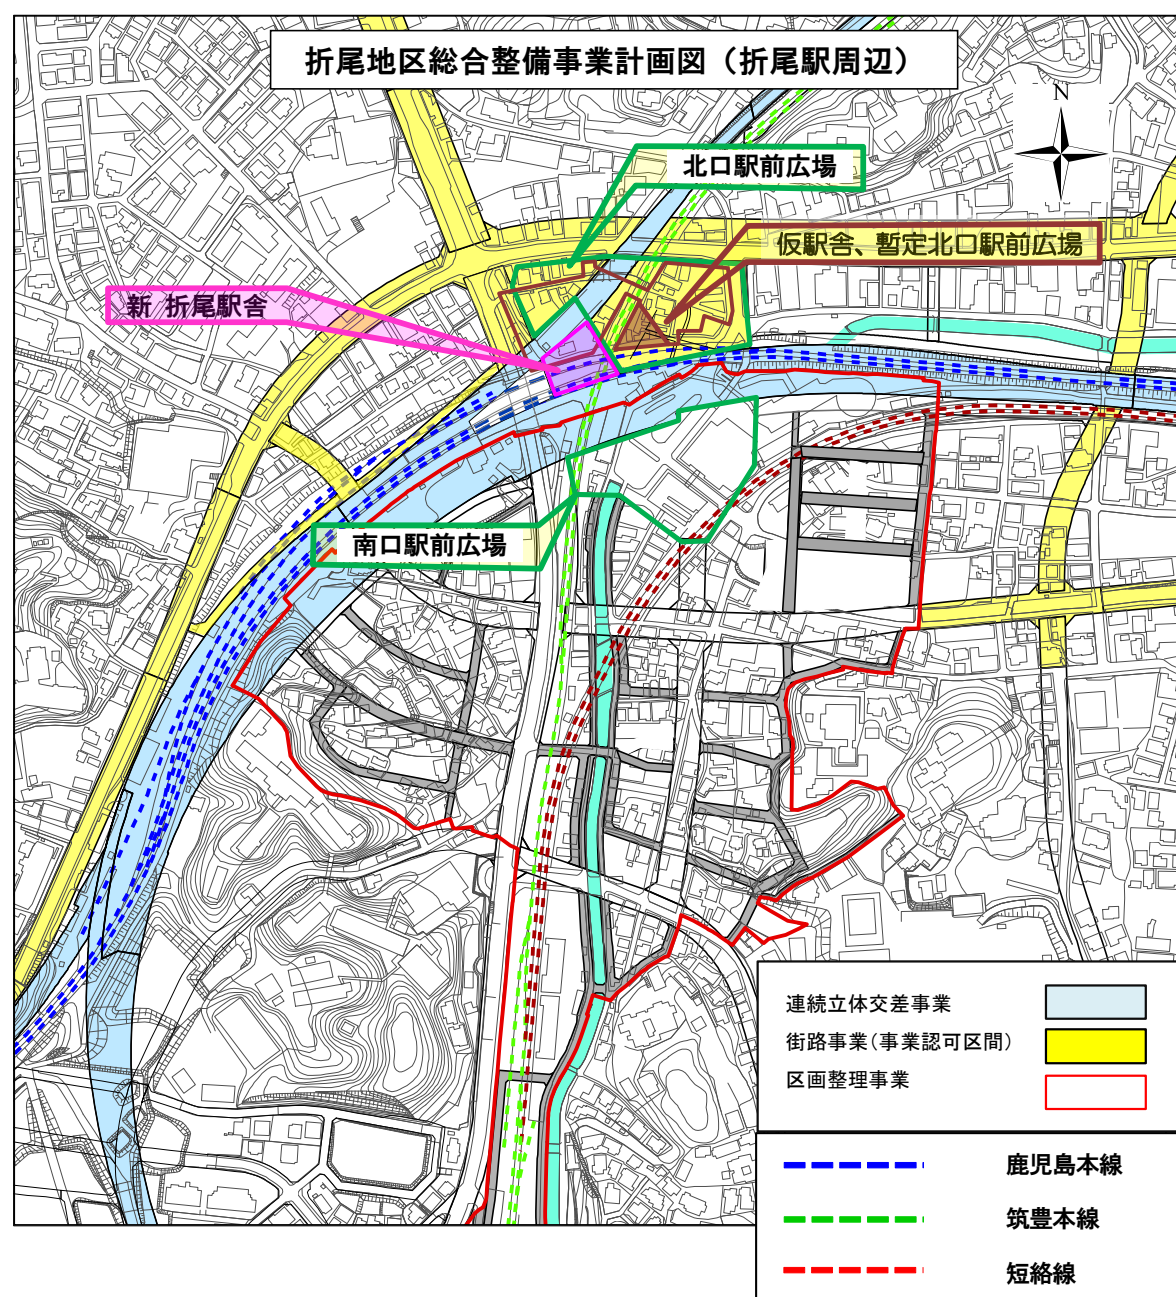 折尾地区総合整備事業計画図（折尾駅周辺）
N
北口駅前広場
仮駅舎、暫定北口駅前広場
新 折尾駅舎
南口駅前広場
連続立体交差事業
街路事業(事業認可区間)
区画整理事業
鹿児島本線
筑豊本線
短絡線